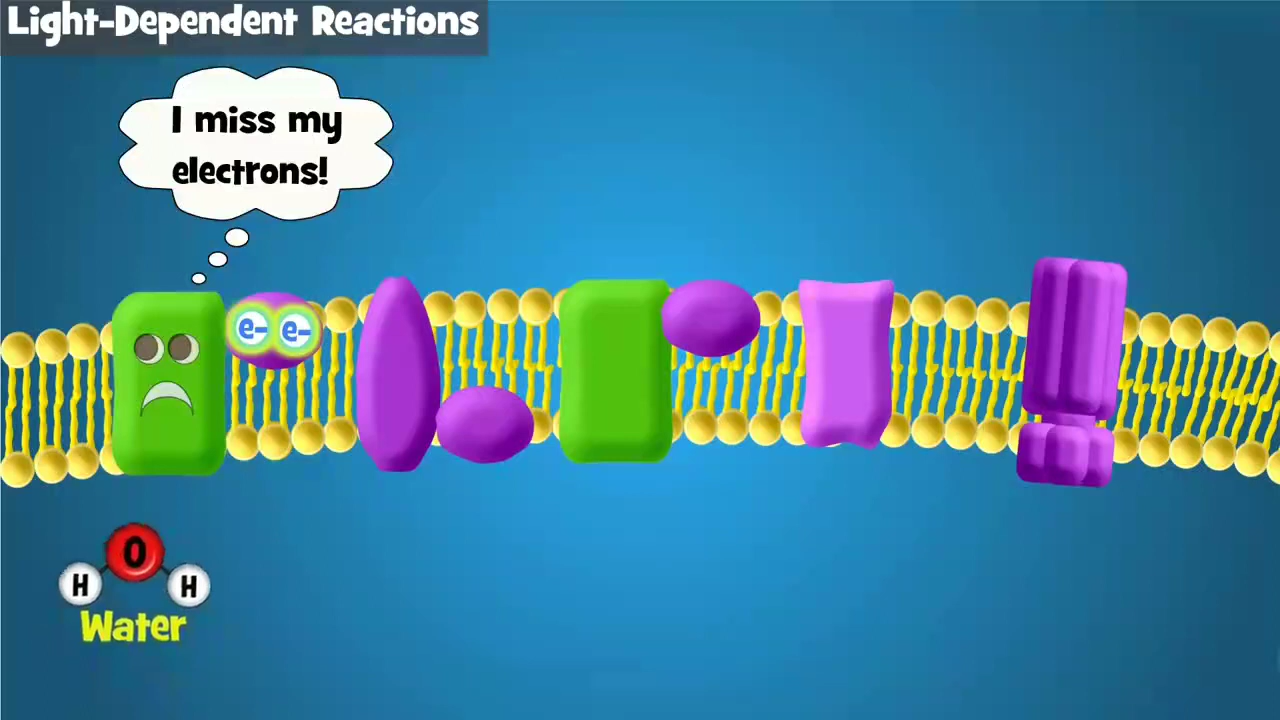 Light-Dependent Reactions
I miss my
electrons!
e- e-
O
H H
Water